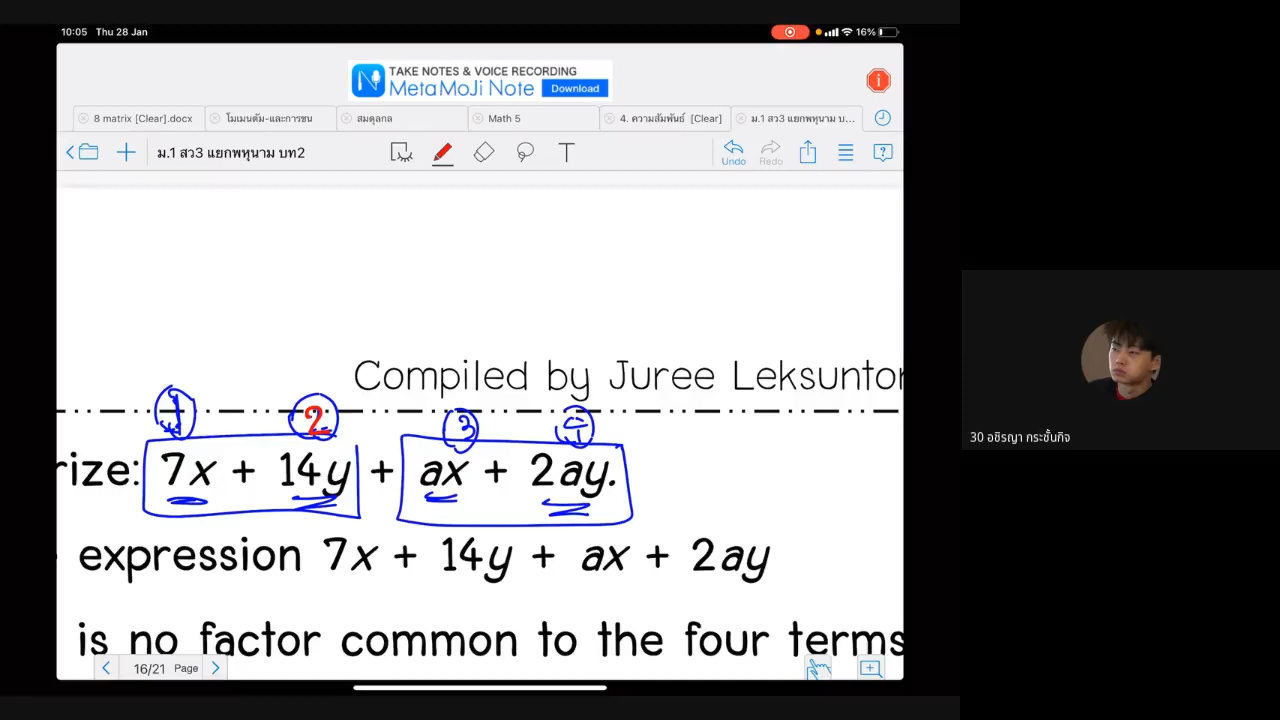 10:05 Thu 28 Jan
16%
TAKE NOTES & VOICE RECORDING
MetaMoJi Note Download
8 matrix [Clear].docx
โมเมนตัม-และการชน
สมดุลกล
Math 5
4. ความสัมพันธ์ [Clear]
ม.1 สว3 แยกพหุนาม บ...
ม.1 สว3 แยกพหุนาม บท2
T
Undo
Redo
Compiled by Juree Leksuntor
1 2 3
rize: 7x + 14y + ax + 2ay.
expression 7x + 14y + ax + 2ay
is no factor common to the four terms
16/21 Page
30 อชิรญา กระชั้นกิจ